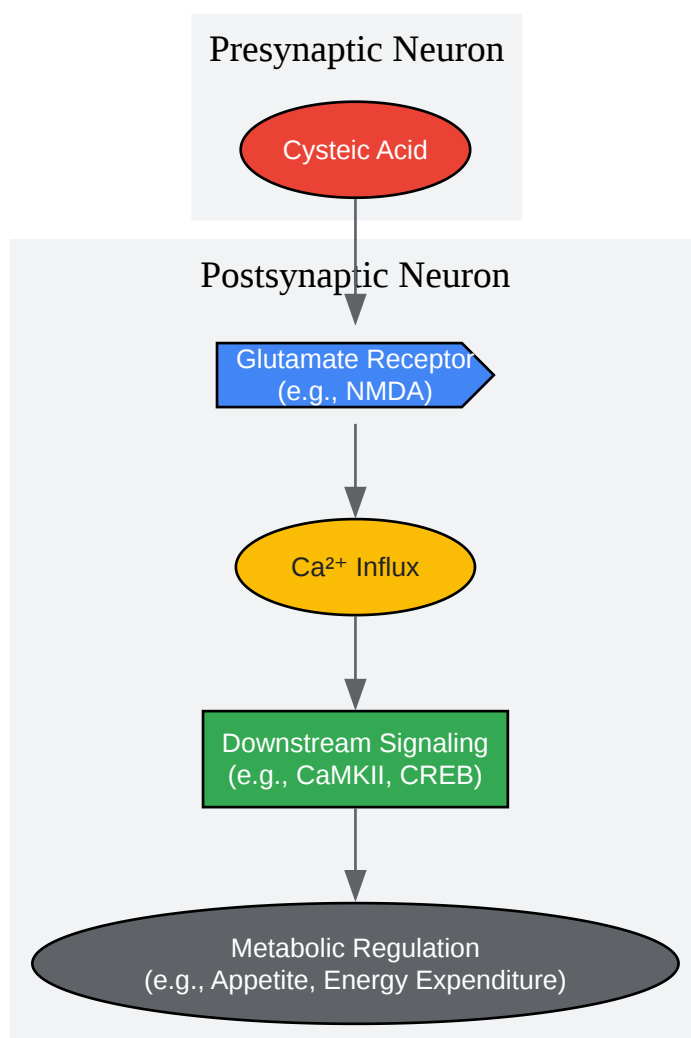 Presynaptic Neuron
Cysteic Acid
Postsynaptic Neuron
Glutamate Receptor
(e.g., NMDA)
Ca²⁺ Influx
Downstream Signaling
(e.g., CaMKII, CREB)
Metabolic Regulation
(e.g., Appetite, Energy Expenditure)